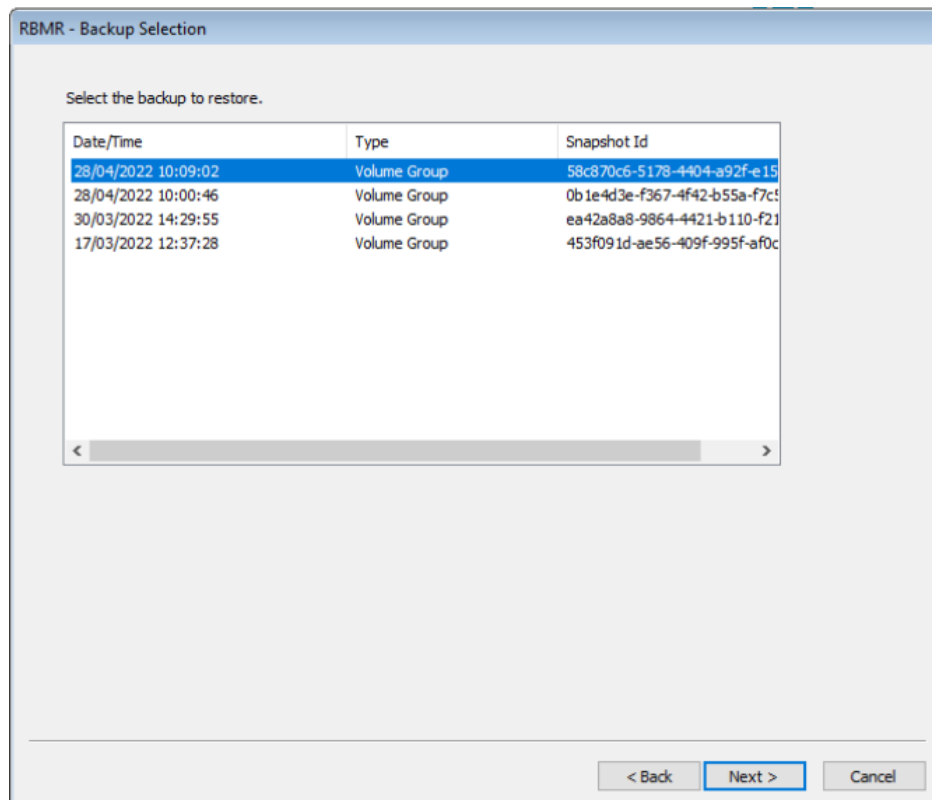 RBMR - Backup Selection
Select the backup to restore.
Date/Time Type Snapshot Id
28/04/2022 10:09:02 Volume Group 58c870c6-5178-4404-a92f-e15
28/04/2022 10:00:46 Volume Group 0b1e4d3e-f367-4f42-b55a-f7c5
30/03/2022 14:29:55 Volume Group ea42a8a8-9864-4421-b110-f21
17/03/2022 12:37:28 Volume Group 453f091d-ae56-409f-995f-af0c
< Back Next > Cancel